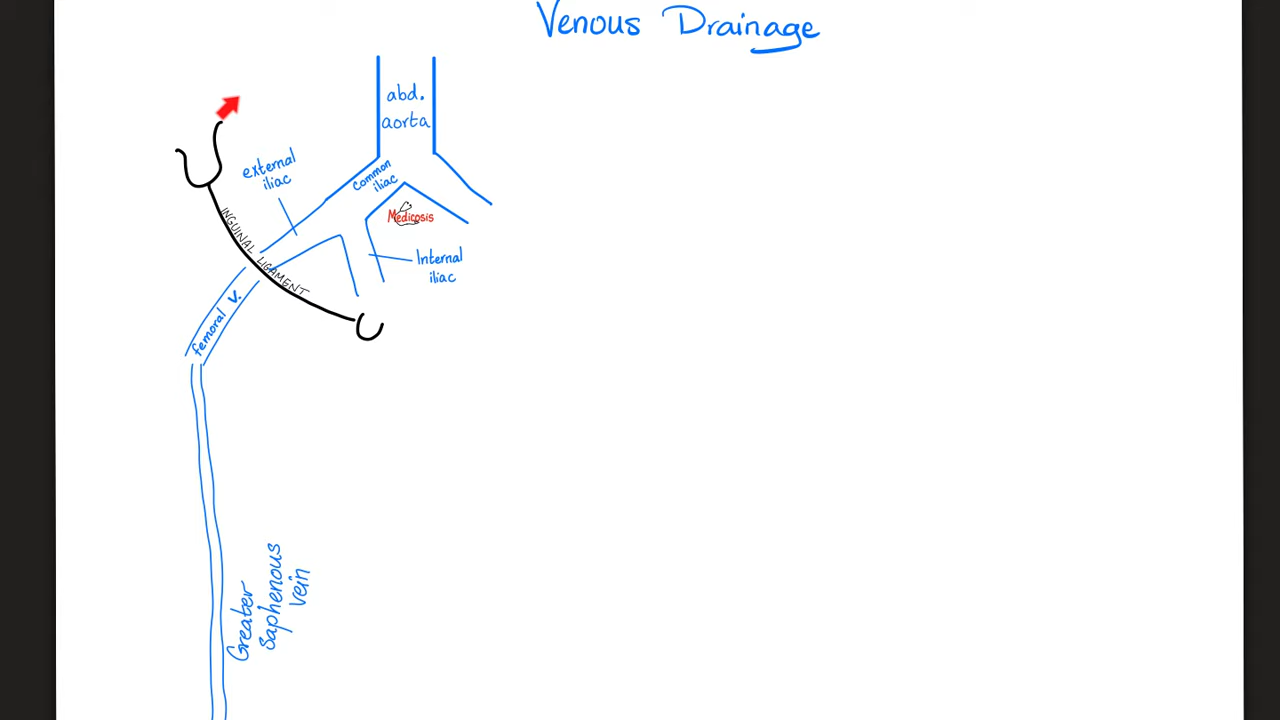 Venous Drainage
abd.
aorta
external
iliac
Common
iliac
Medicosis
INGUINAL LIGAMENT
Internal
iliac
femoral v.
Greater
saphenous
vein